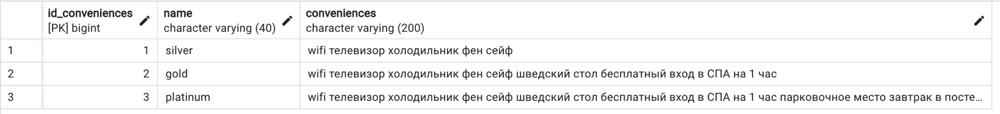 id_conveniences name conveniences
[PK] bigint character varying (40) character varying (200)
1 1 silver wifi телевизор холодильник фен сейф
2 2 gold wifi телевизор холодильник фен сейф шведский стол бесплатный вход в СПА на 1 час
3 3 platinum wifi телевизор холодильник фен сейф шведский стол бесплатный вход в СПА на 1 час парковочное место завтрак в посте...